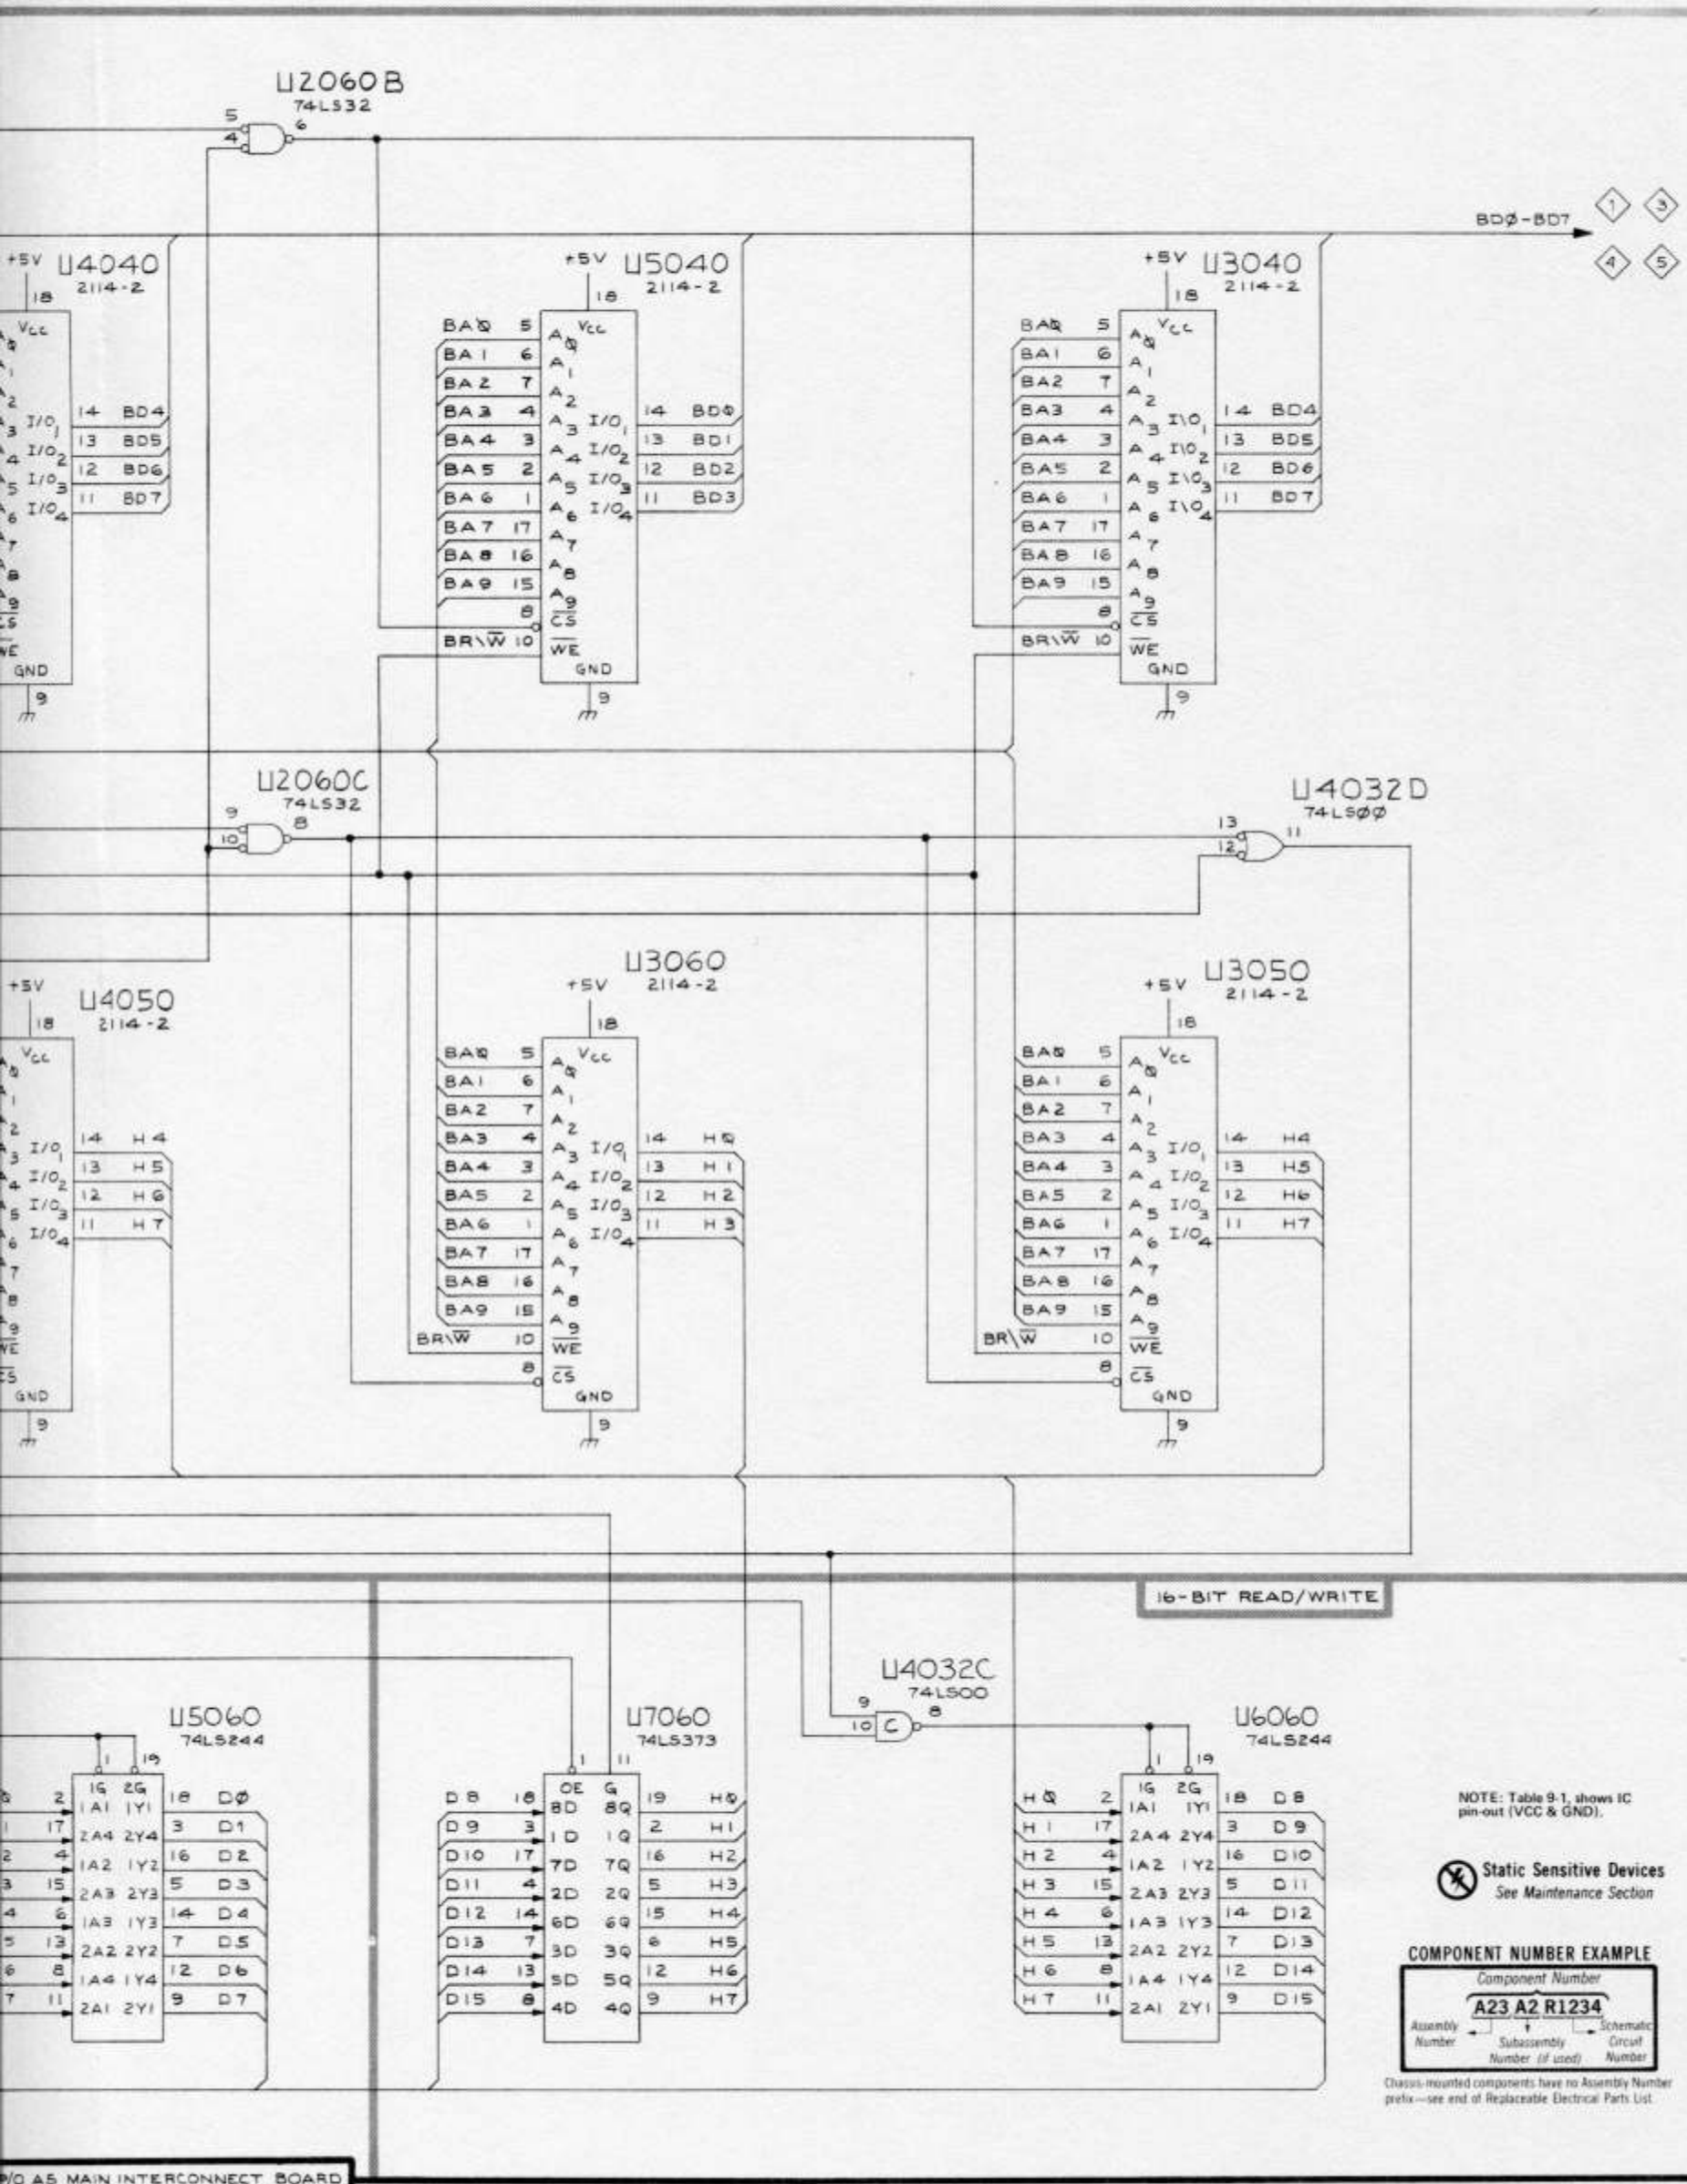 U2060B
74LS32
5
4
6
BDØ-BD7
1
3
4
5
+5V
U4040
2114-2
18
VCC
I/O1
14 BD4
I/O2
13 BD5
I/O3
12 BD6
I/O4
11 BD7
GND
9
+5V
U5040
2114-2
18
BAØ 5 AØ VCC
BA1 6 A1
BA2 7 A2
BA3 4 A3 I/O1 14 BDØ
BA4 3 A4 I/O2 13 BD1
BA5 2 A5 I/O3 12 BD2
BA6 1 A6 I/O4 11 BD3
BA7 17 A7
BA8 16 A8
BA9 15 A9
8 C̅S̅
BR\W̅ 10 W̅E̅
GND
9
+5V
U3040
2114-2
18
BAØ 5 AØ VCC
BA1 6 A1
BA2 7 A2
BA3 4 A3 I\O1 14 BD4
BA4 3 A4 I\O2 13 BD5
BA5 2 A5 I\O3 12 BD6
BA6 1 A6 I\O4 11 BD7
BA7 17 A7
BA8 16 A8
BA9 15 A9
8 C̅S̅
BR\W̅ 10 W̅E̅
GND
9
U2060C
74LS32
9
10
8
U4032D
74LSØØ
13
12
11
+5V
U4050
2114-2
18
VCC
I/O1 14 H4
I/O2 13 H5
I/O3 12 H6
I/O4 11 H7
GND
9
U3060
+5V 2114-2
18
BAØ 5 AØ VCC
BA1 6 A1
BA2 7 A2
BA3 4 A3 I/O1 14 HØ
BA4 3 A4 I/O2 13 H1
BA5 2 A5 I/O3 12 H2
BA6 1 A6 I/O4 11 H3
BA7 17 A7
BA8 16 A8
BA9 15 A9
BR\W̅ 10 W̅E̅
8 C̅S̅
GND
9
U3050
+5V 2114-2
18
BAØ 5 AØ VCC
BA1 6 A1
BA2 7 A2
BA3 4 A3 I/O1 14 H4
BA4 3 A4 I/O2 13 H5
BA5 2 A5 I/O3 12 H6
BA6 1 A6 I/O4 11 H7
BA7 17 A7
BA8 16 A8
BA9 15 A9
BR\W̅ 10 W̅E̅
8 C̅S̅
GND
9
16-BIT READ/WRITE
U4032C
74LS00
9
10 C
8
U5060
74LS244
1 19
1G 2G
2 1A1 1Y1 18 DØ
17 2A4 2Y4 3 D1
4 1A2 1Y2 16 D2
15 2A3 2Y3 5 D3
6 1A3 1Y3 14 D4
13 2A2 2Y2 7 D5
8 1A4 1Y4 12 D6
11 2A1 2Y1 9 D7
U7060
74LS373
1 11
OE G
D8 18 8D 8Q 19 HØ
D9 3 1D 1Q 2 H1
D10 17 7D 7Q 16 H2
D11 4 2D 2Q 5 H3
D12 14 6D 6Q 15 H4
D13 7 3D 3Q 6 H5
D14 13 5D 5Q 12 H6
D15 8 4D 4Q 9 H7
U6060
74LS244
1 19
1G 2G
HØ 2 1A1 1Y1 18 D8
H1 17 2A4 2Y4 3 D9
H2 4 1A2 1Y2 16 D10
H3 15 2A3 2Y3 5 D11
H4 6 1A3 1Y3 14 D12
H5 13 2A2 2Y2 7 D13
H6 8 1A4 1Y4 12 D14
H7 11 2A1 2Y1 9 D15
NOTE: Table 9-1, shows IC
pin-out (VCC & GND).
Static Sensitive Devices
See Maintenance Section
COMPONENT NUMBER EXAMPLE
Component Number
A23 A2 R1234
Assembly
Number
Subassembly
Number (if used)
Schematic
Circuit
Number
Chassis-mounted components have no Assembly Number
prefix—see end of Replaceable Electrical Parts List
P/O A5 MAIN INTERCONNECT BOARD